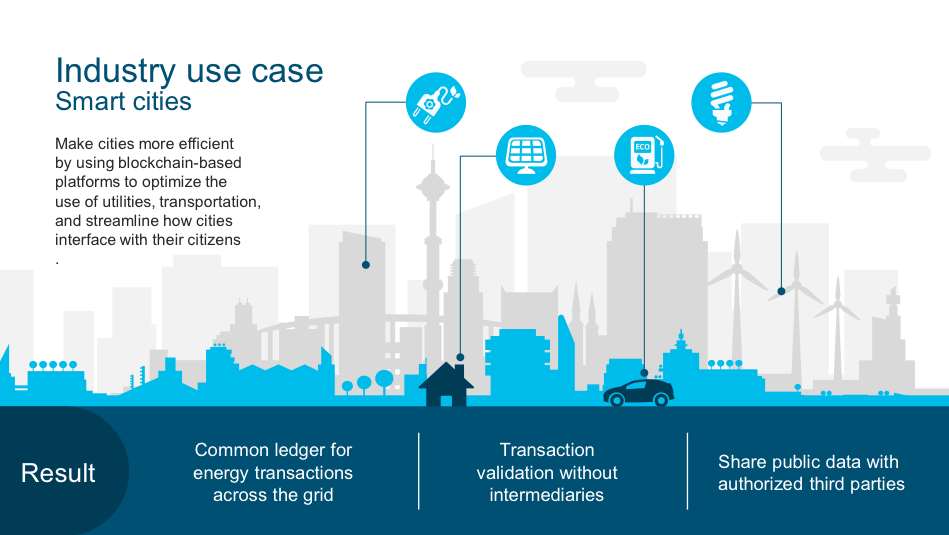 Industry use case
Smart cities
Make cities more efficient
by using blockchain-based
platforms to optimize the
use of utilities, transportation,
and streamline how cities
interface with their citizens
.
ECO
Result
Common ledger for
energy transactions
across the grid
Transaction
validation without
intermediaries
Share public data with
authorized third parties